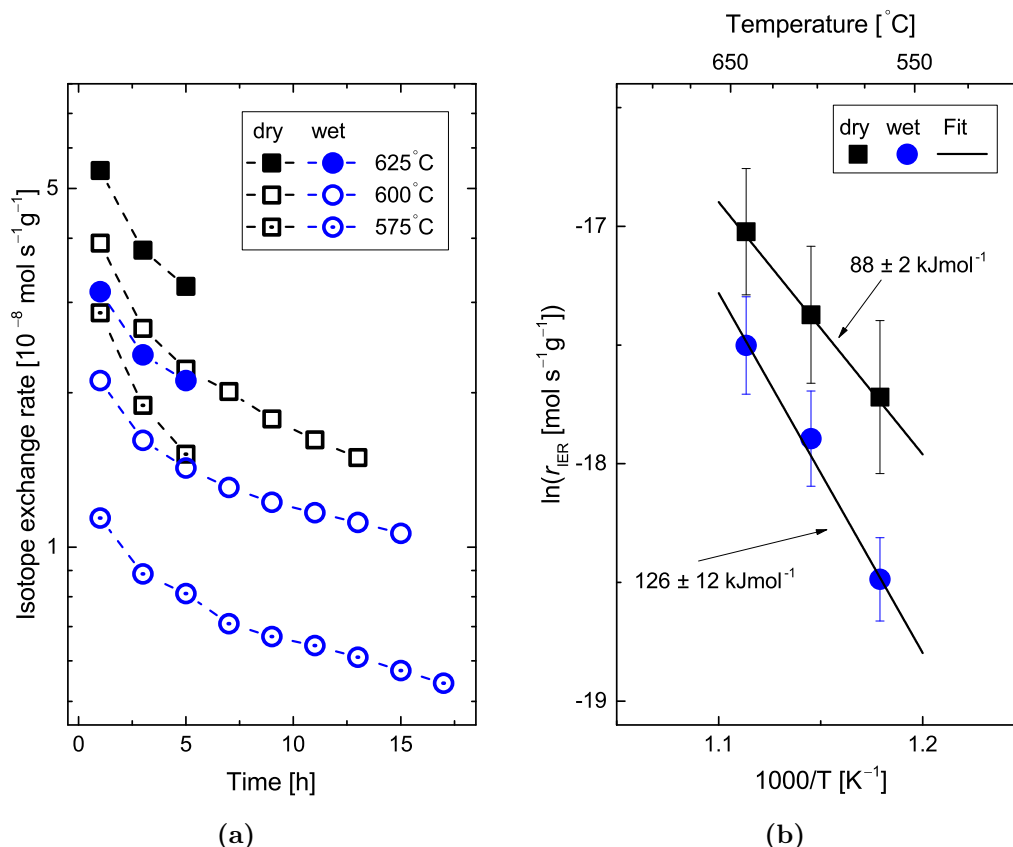 Isotope exchange rate [10⁻⁸ mol s⁻¹g⁻¹]
5
1
dry wet
625°C
600°C
575°C
0 5 10 15
Time [h]
(a)
Temperature [°C]
650 550
dry wet Fit
ln(r_IER [mol s⁻¹g⁻¹])
-17
-18
-19
88 ± 2 kJmol⁻¹
126 ± 12 kJmol⁻¹
1.1 1.2
1000/T [K⁻¹]
(b)